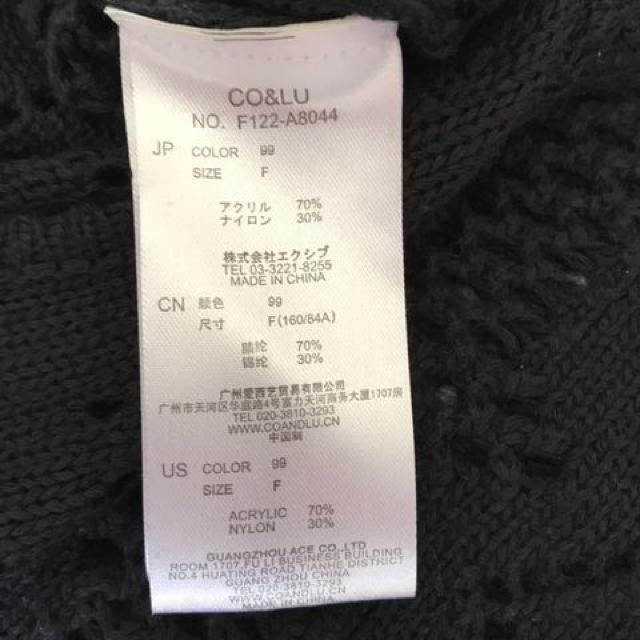 CO&LU
NO. F122-A8044
JP COLOR 99
SIZE F
アクリル 70%
ナイロン 30%
株式会社エクシブ
TEL 03-3221-8255
MADE IN CHINA
CN 颜色 99
尺寸 F(160/84A)
腈纶 70%
锦纶 30%
广州爱西芝贸易有限公司
广州市天河区华庭路4号富力天河商务大厦1707房
TEL 020-3810-3293
WWW.COANDLU.CN
中国制
US COLOR 99
SIZE F
ACRYLIC 70%
NYLON 30%
GUANGZHOU ACE CO.,LTD
ROOM 1707,FU LI BUSINESS BUILDING
NO.4 HUATING RD. TIANHE DISTRICT
GUANG ZHOU, CHINA